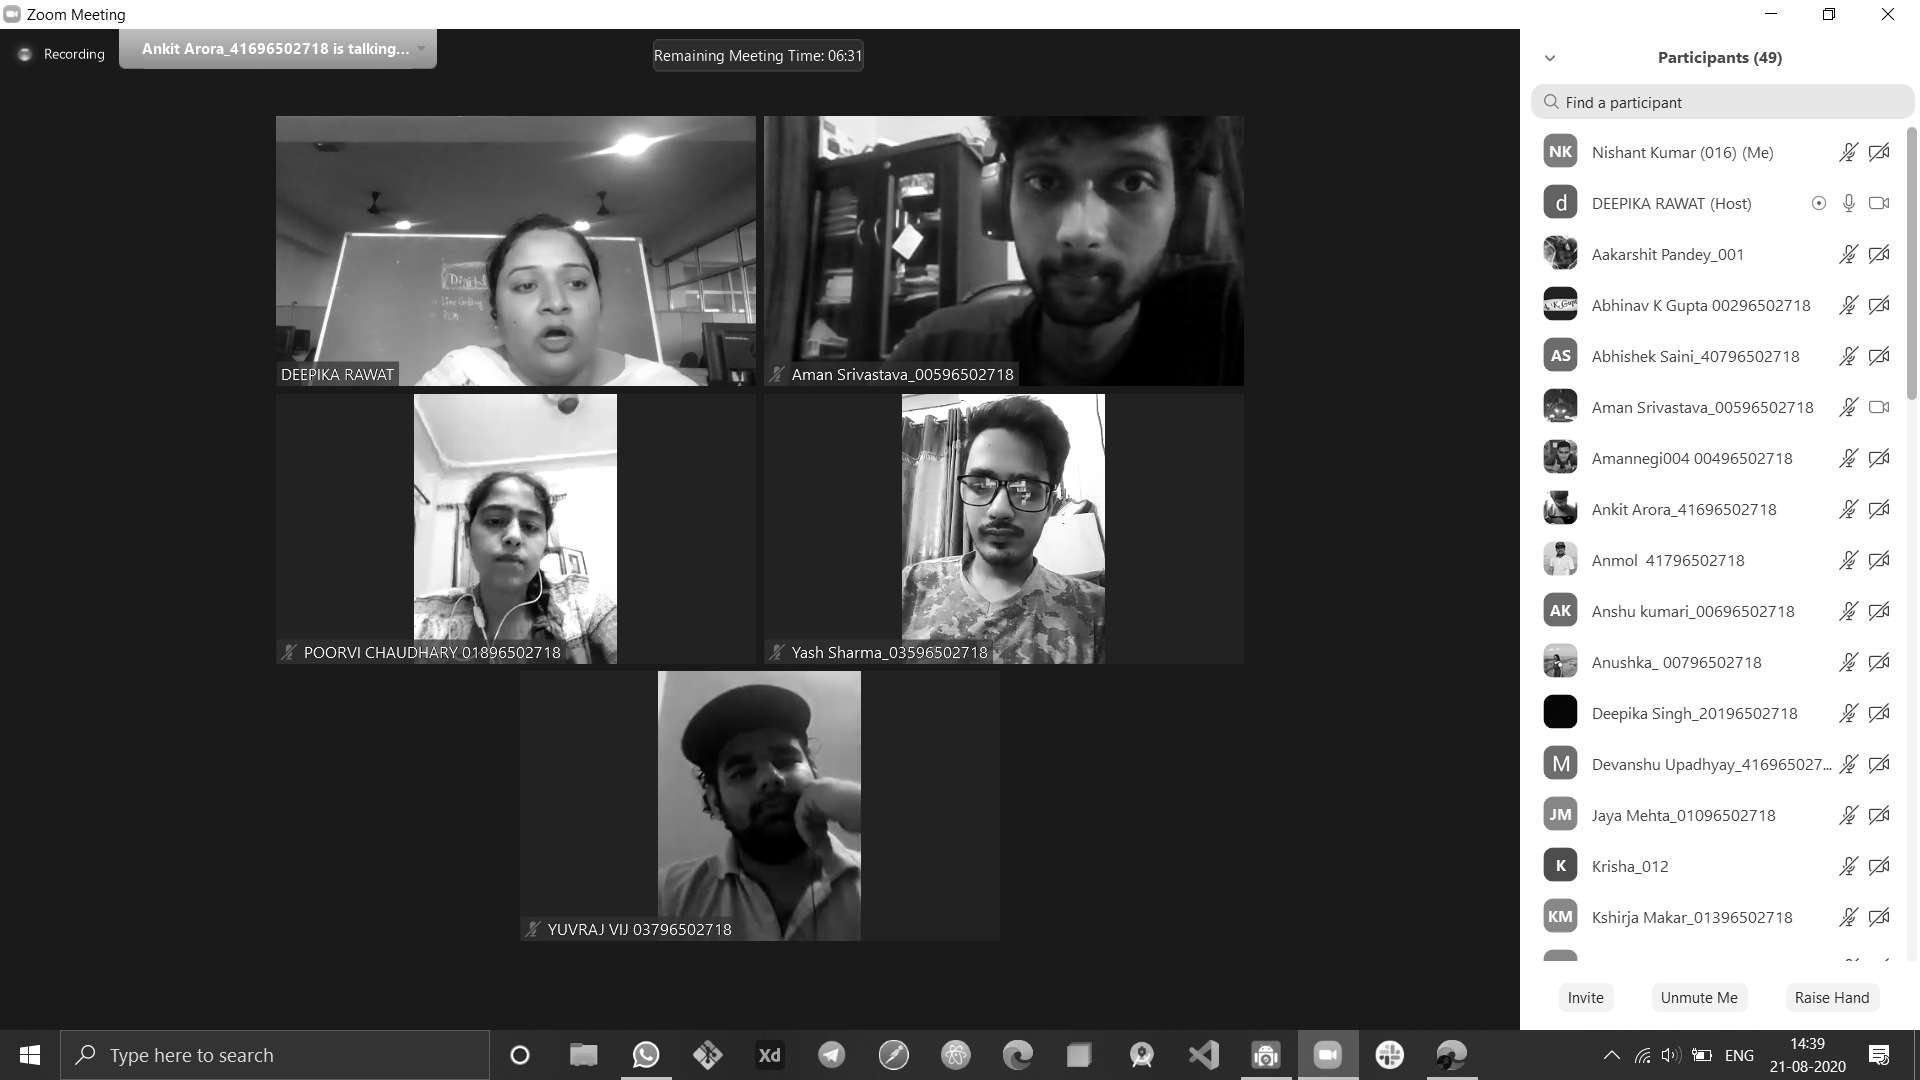 Zoom Meeting
Recording
Ankit Arora_41696502718 is talking...
Remaining Meeting Time: 06:31
Digital
Line Coding
PCM
DEEPIKA RAWAT
Aman Srivastava_00596502718
POORVI CHAUDHARY 01896502718
Yash Sharma_03596502718
YUVRAJ VIJ 03796502718
Participants (49)
Find a participant
NK Nishant Kumar (016) (Me)
d DEEPIKA RAWAT (Host)
Aakarshit Pandey_001
Abhinav K Gupta 00296502718
AS Abhishek Saini_40796502718
Aman Srivastava_00596502718
Amannegi004 00496502718
Ankit Arora_41696502718
Anmol 41796502718
AK Anshu kumari_00696502718
Anushka_ 00796502718
Deepika Singh_20196502718
M Devanshu Upadhyay_416965027...
JM Jaya Mehta_01096502718
K Krisha_012
KM Kshirja Makar_01396502718
Invite Unmute Me Raise Hand
Type here to search
Xd
ENG
14:39
21-08-2020